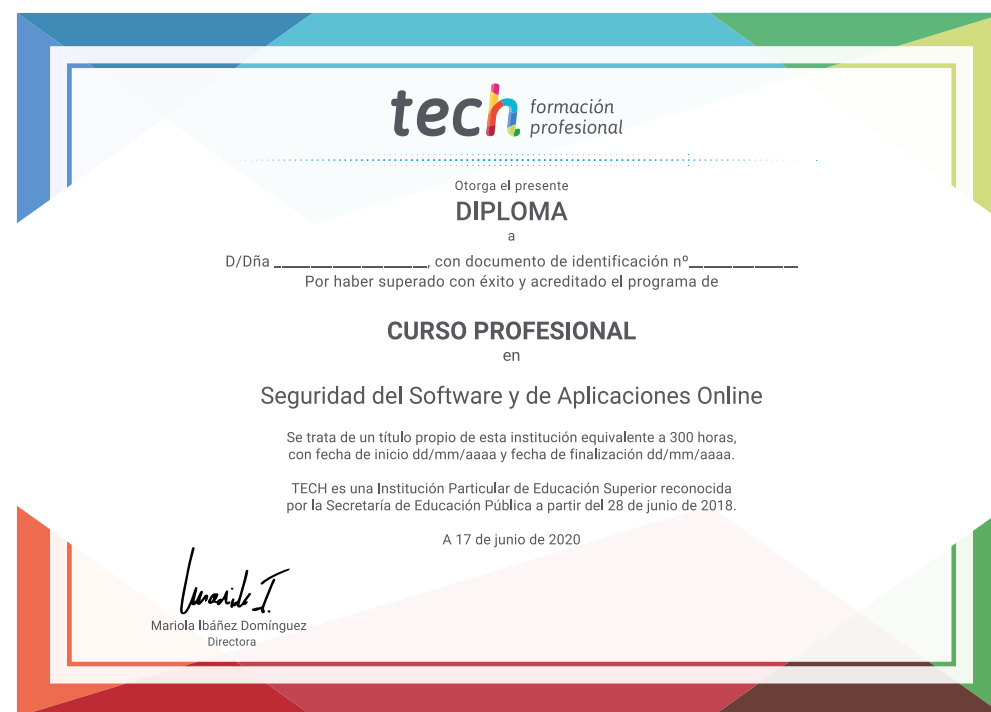 tech formación
profesional
Otorga el presente
DIPLOMA
a
D/Dña ____________________, con documento de identificación nº______________
Por haber superado con éxito y acreditado el programa de
CURSO PROFESIONAL
en
Seguridad del Software y de Aplicaciones Online
Se trata de un título propio de esta institución equivalente a 300 horas,
con fecha de inicio dd/mm/aaaa y fecha de finalización dd/mm/aaaa.
TECH es una Institución Particular de Educación Superior reconocida
por la Secretaría de Educación Pública a partir del 28 de junio de 2018.
A 17 de junio de 2020
Mariola I.
Mariola Ibáñez Domínguez
Directora